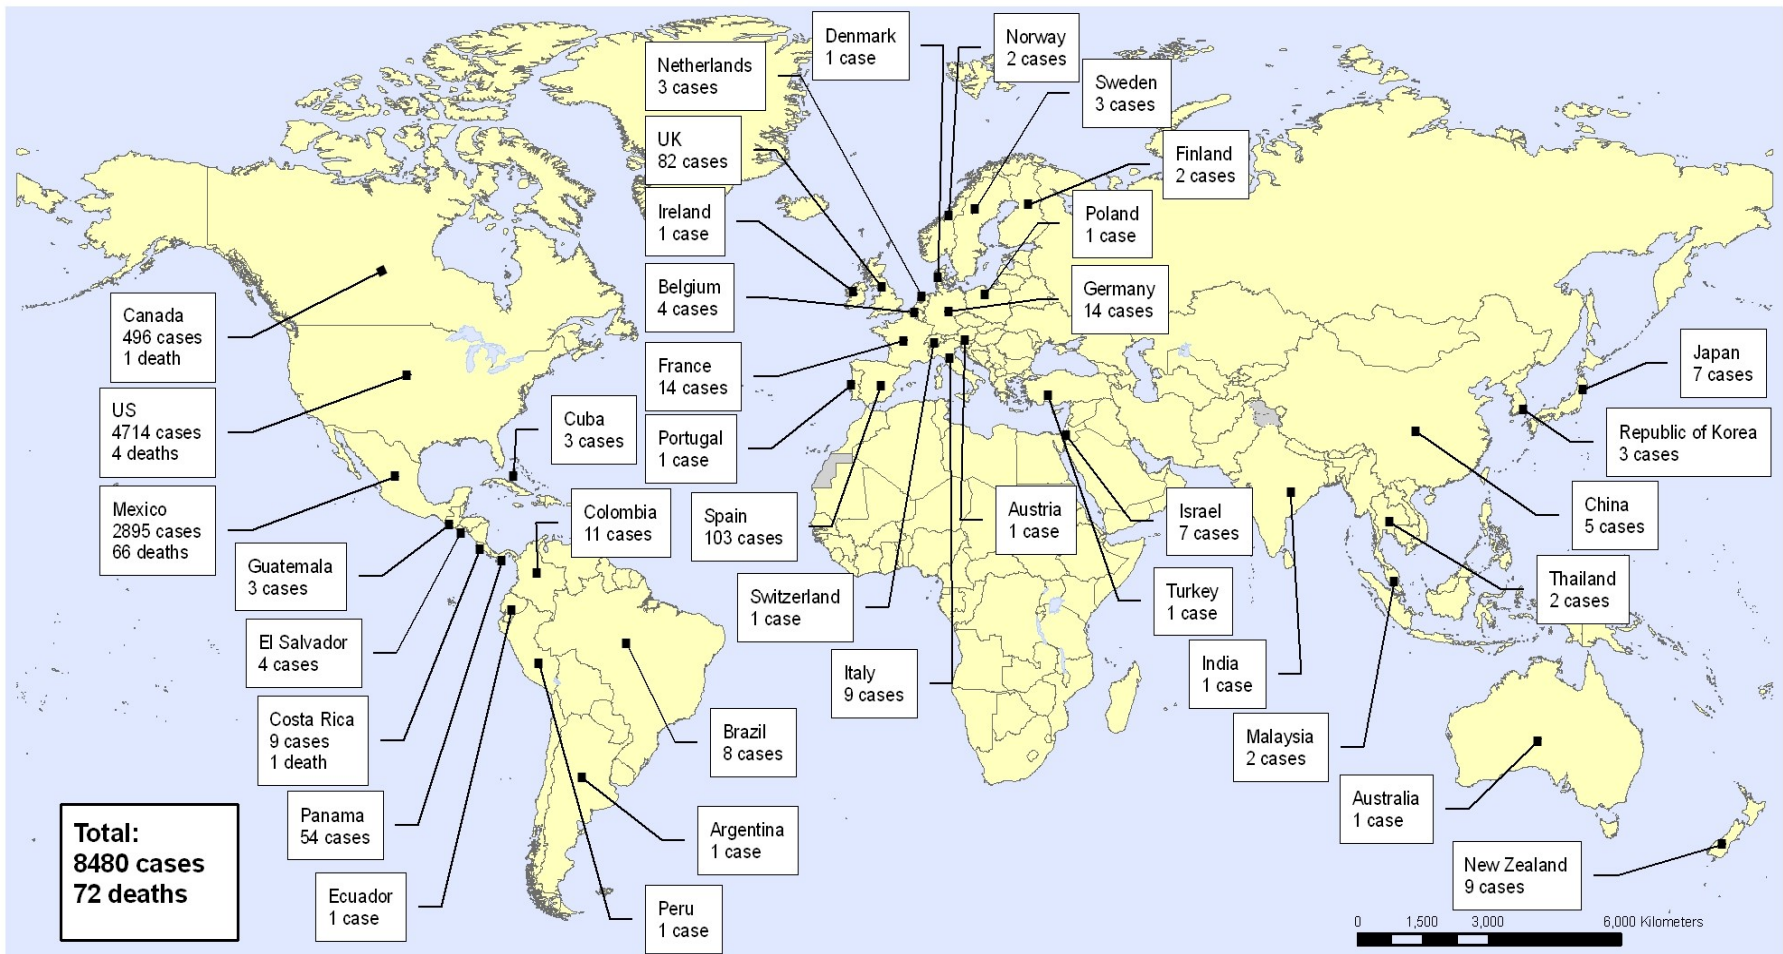 Denmark
1 case
Norway
2 cases
Netherlands
3 cases
Sweden
3 cases
UK
82 cases
Finland
2 cases
Ireland
1 case
Poland
1 case
Belgium
4 cases
Germany
14 cases
Canada
496 cases
1 death
France
14 cases
Japan
7 cases
US
4714 cases
4 deaths
Cuba
3 cases
Portugal
1 case
Republic of Korea
3 cases
Mexico
2895 cases
66 deaths
Colombia
11 cases
Spain
103 cases
Austria
1 case
Israel
7 cases
China
5 cases
Guatemala
3 cases
Switzerland
1 case
Turkey
1 case
Thailand
2 cases
El Salvador
4 cases
Italy
9 cases
India
1 case
Costa Rica
9 cases
1 death
Brazil
8 cases
Malaysia
2 cases
Panama
54 cases
Argentina
1 case
Australia
1 case
Total:
8480 cases
72 deaths
Ecuador
1 case
Peru
1 case
New Zealand
9 cases
0 1,500 3,000 6,000 Kilometers